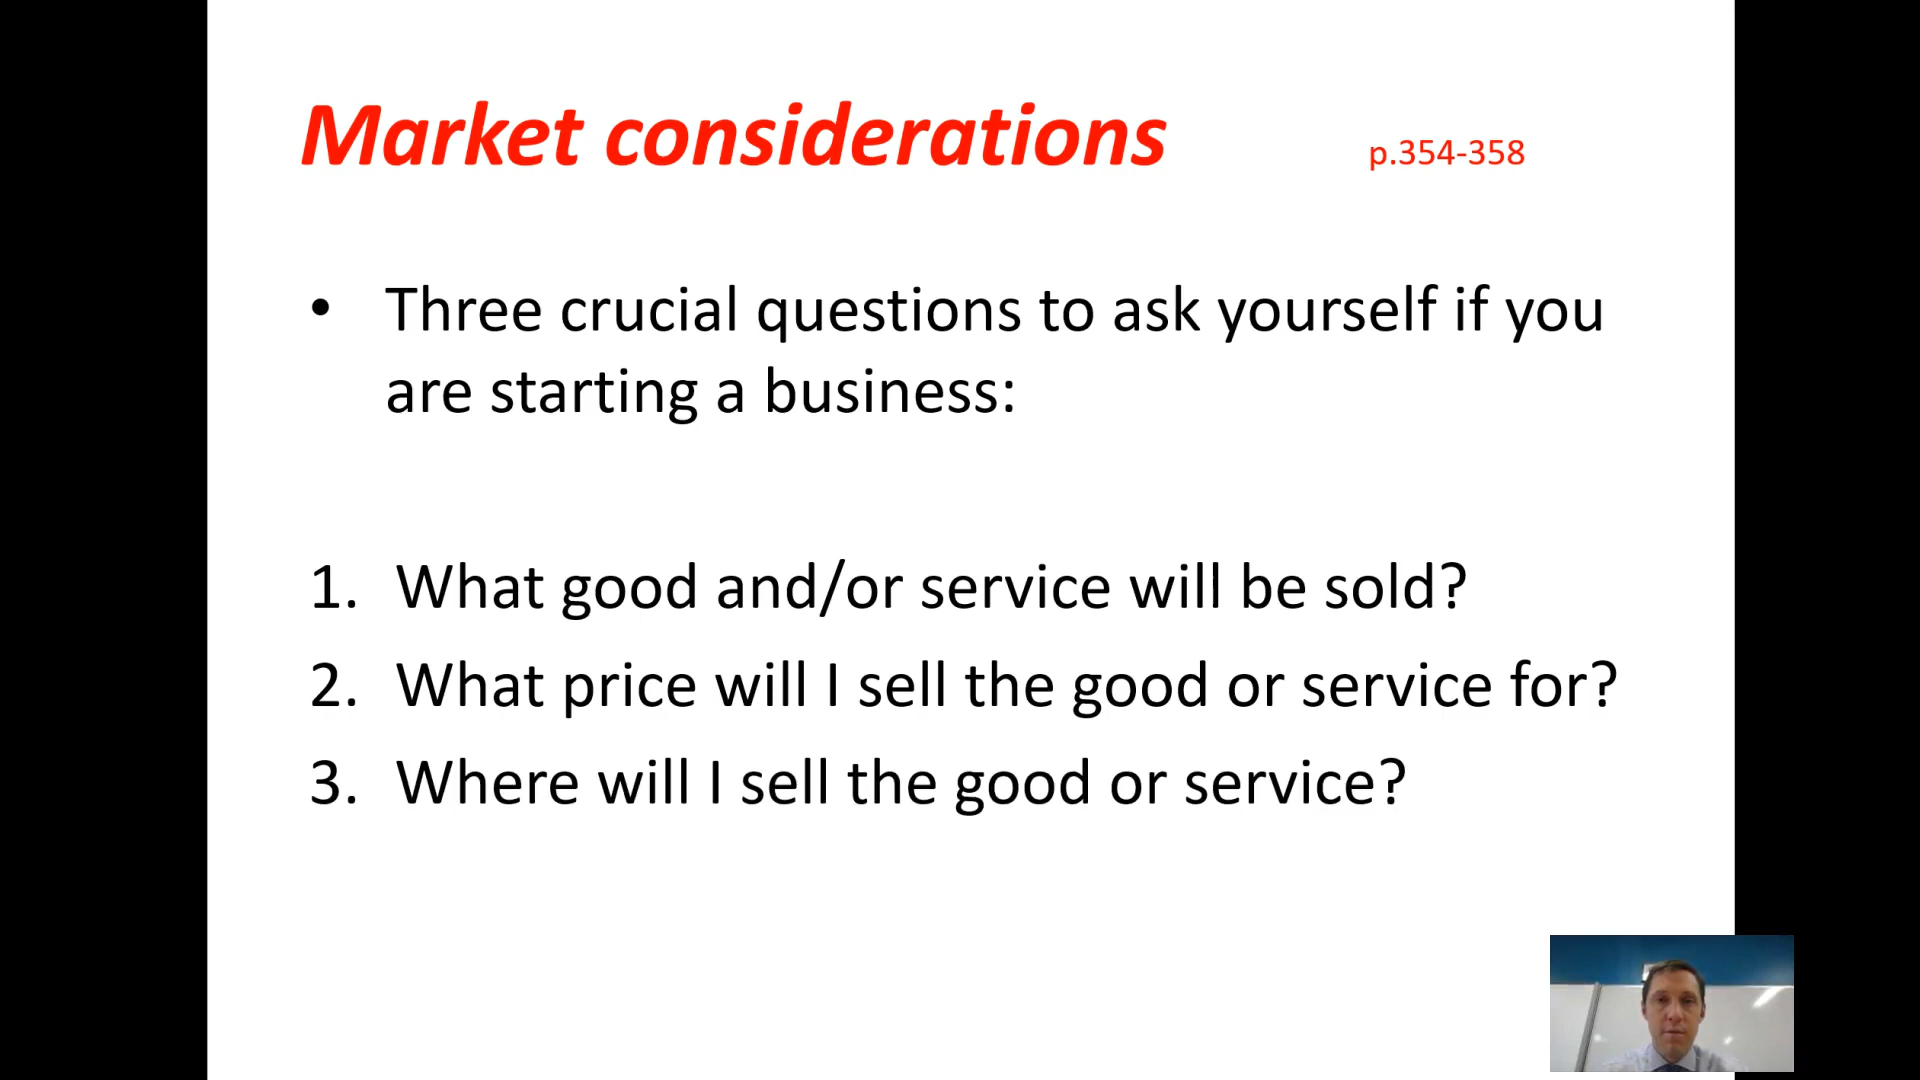 Market considerations p.354-358
• Three crucial questions to ask yourself if you
are starting a business:
1. What good and/or service will be sold?
2. What price will I sell the good or service for?
3. Where will I sell the good or service?